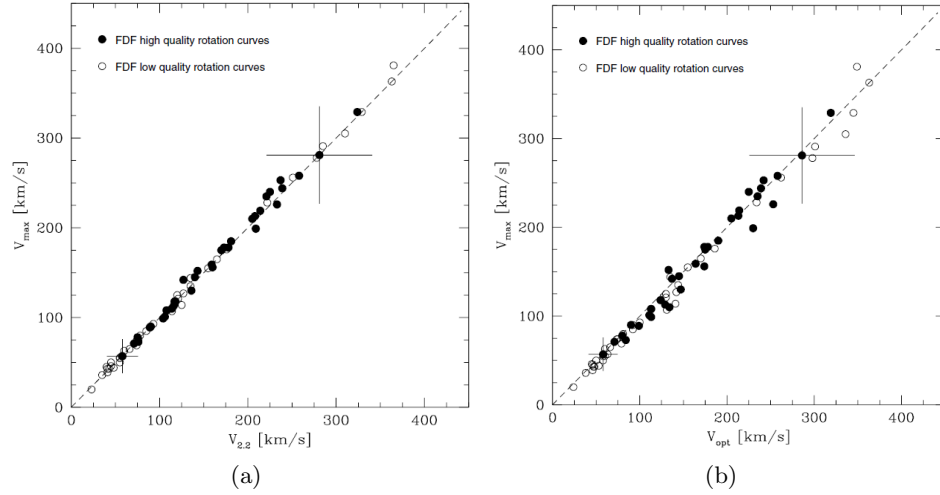 400
300
200
100
0
V_max [km/s]
FDF high quality rotation curves
FDF low quality rotation curves
0 100 200 300 400
V_2.2 [km/s]
(a)
400
300
200
100
0
V_max [km/s]
FDF high quality rotation curves
FDF low quality rotation curves
0 100 200 300 400
V_opt [km/s]
(b)